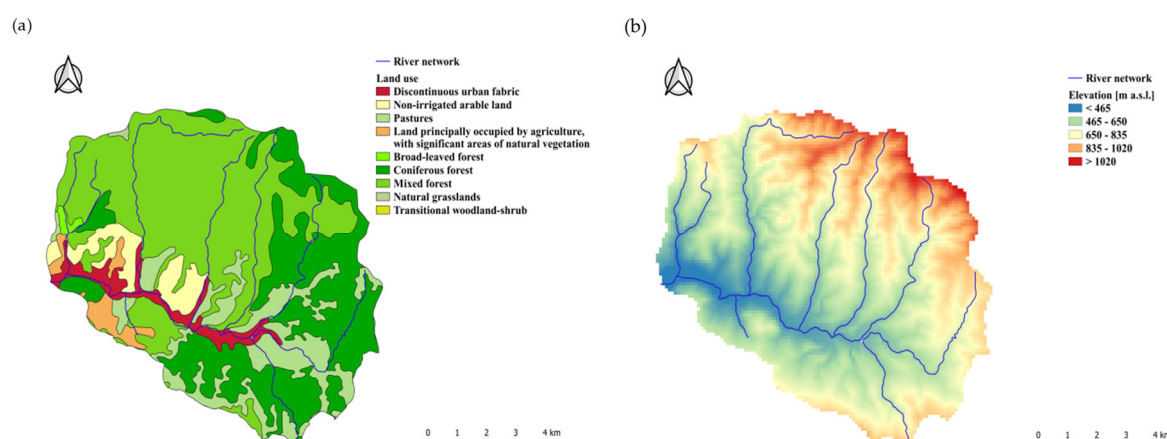 (a)
River network
Land use
Discontinuous urban fabric
Non-irrigated arable land
Pastures
Land principally occupied by agriculture,
with significant areas of natural vegetation
Broad-leaved forest
Coniferous forest
Mixed forest
Natural grasslands
Transitional woodland-shrub
0 1 2 3 4 km
(b)
River network
Elevation [m a.s.l.]
< 465
465 - 650
650 - 835
835 - 1020
> 1020
0 1 2 3 4 km